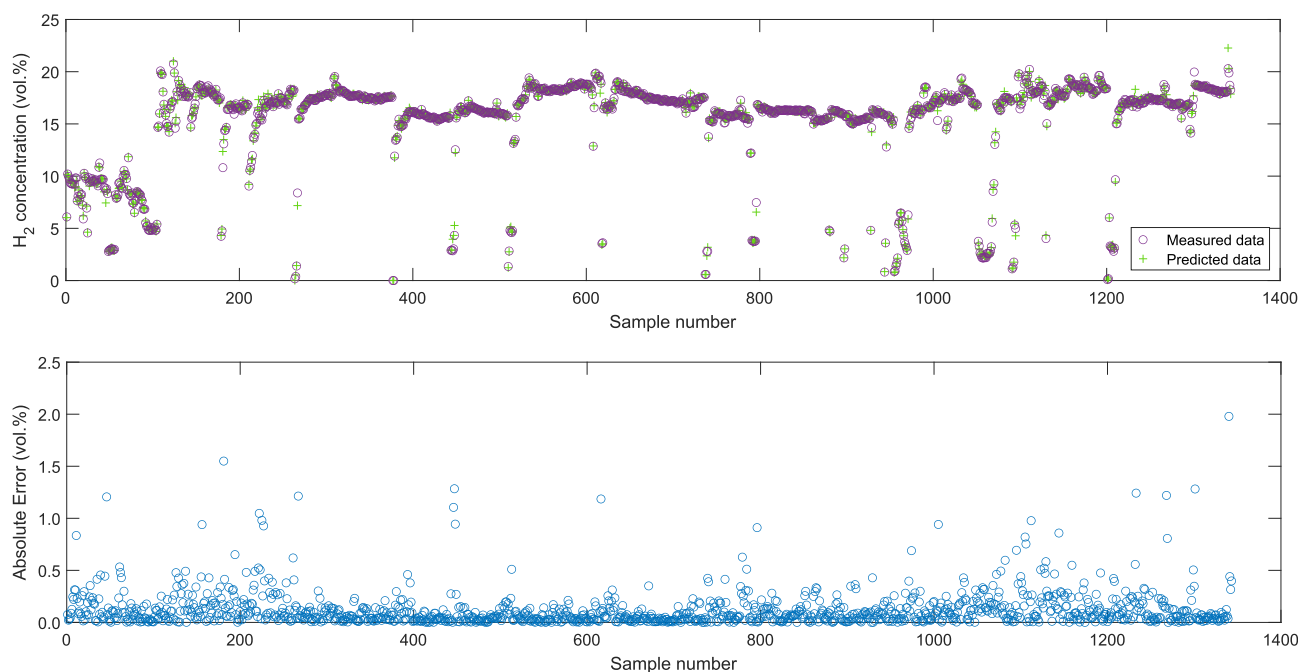 25
20
15
10
5
0
H2 concentration (vol.%)
0 200 400 600 800 1000 1200 1400
Sample number
Measured data
Predicted data
2.5
2.0
1.5
1.0
0.5
0.0
Absolute Error (vol.%)
0 200 400 600 800 1000 1200 1400
Sample number